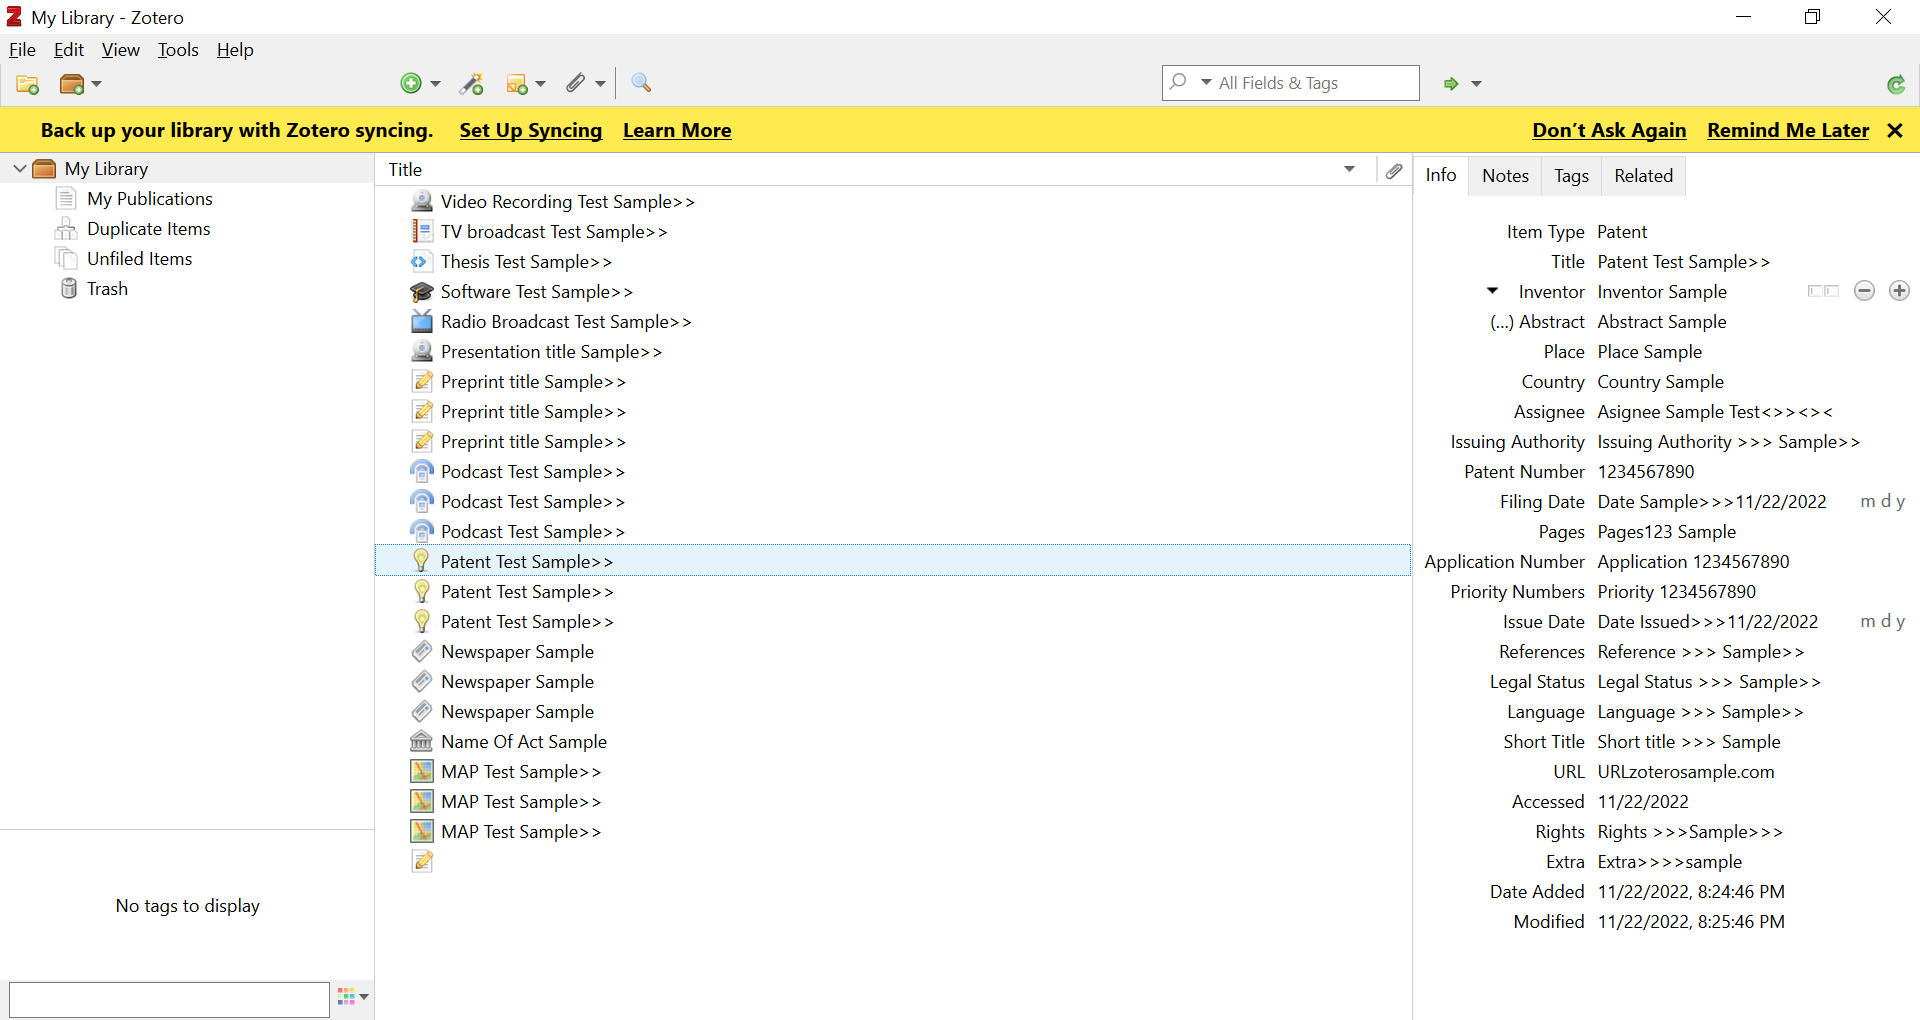 My Library - Zotero
File Edit View Tools Help
All Fields & Tags
Back up your library with Zotero syncing. Set Up Syncing Learn More Don’t Ask Again Remind Me Later
My Library
My Publications
Duplicate Items
Unfiled Items
Trash
No tags to display
Title
Video Recording Test Sample>>
TV broadcast Test Sample>>
Thesis Test Sample>>
Software Test Sample>>
Radio Broadcast Test Sample>>
Presentation title Sample>>
Preprint title Sample>>
Preprint title Sample>>
Preprint title Sample>>
Podcast Test Sample>>
Podcast Test Sample>>
Podcast Test Sample>>
Patent Test Sample>>
Patent Test Sample>>
Patent Test Sample>>
Newspaper Sample
Newspaper Sample
Newspaper Sample
Name Of Act Sample
MAP Test Sample>>
MAP Test Sample>>
MAP Test Sample>>
Info Notes Tags Related
Item Type Patent
Title Patent Test Sample>>
Inventor Inventor Sample
(...) Abstract Abstract Sample
Place Place Sample
Country Country Sample
Assignee Asignee Sample Test<>><><
Issuing Authority Issuing Authority >>> Sample>>
Patent Number 1234567890
Filing Date Date Sample>>>11/22/2022 m d y
Pages Pages123 Sample
Application Number Application 1234567890
Priority Numbers Priority 1234567890
Issue Date Date Issued>>>11/22/2022 m d y
References Reference >>> Sample>>
Legal Status Legal Status >>> Sample>>
Language Language >>> Sample>>
Short Title Short title >>> Sample
URL URLzoterosample.com
Accessed 11/22/2022
Rights Rights >>>Sample>>>
Extra Extra>>>>sample
Date Added 11/22/2022, 8:24:46 PM
Modified 11/22/2022, 8:25:46 PM